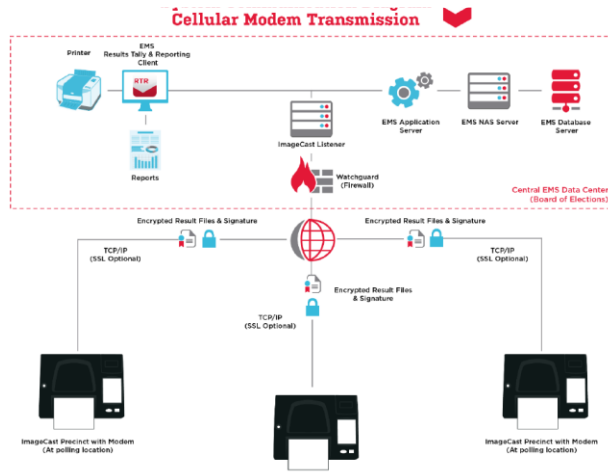 Cellular Modem Transmission
Printer
EMS
Results Tally & Reporting
Client
RTR
Reports
ImageCast Listener
EMS Application
Server
EMS NAS Server
EMS Database
Server
Watchguard
(Firewall)
Central EMS Data Center
(Board of Elections)
Encrypted Result Files & Signature
Encrypted Result Files & Signature
TCP/IP
(SSL Optional)
TCP/IP
(SSL Optional)
Encrypted Result Files
& Signature
TCP/IP
(SSL Optional)
ImageCast Precinct with Modem
(At polling location)
ImageCast Precinct with Modem
(At polling location)